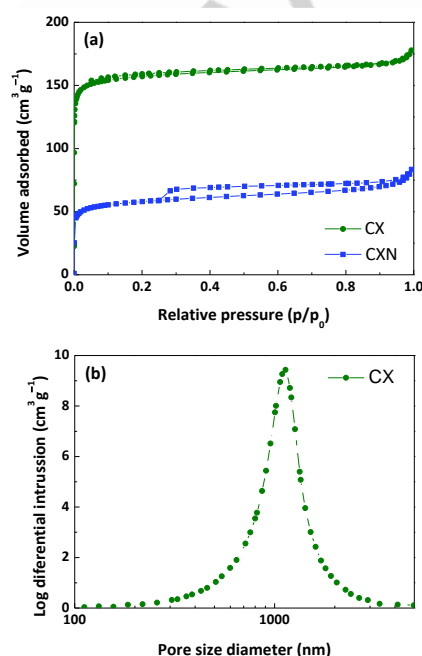 (a)
200
150
100
50
0
Volume adsorbed (cm³ g⁻¹)
CX
CXN
0.0 0.2 0.4 0.6 0.8 1.0
Relative pressure (p/p₀)
(b)
10
8
6
4
2
0
Log diferential intrussion (cm³ g⁻¹)
CX
100 1000
Pore size diameter (nm)